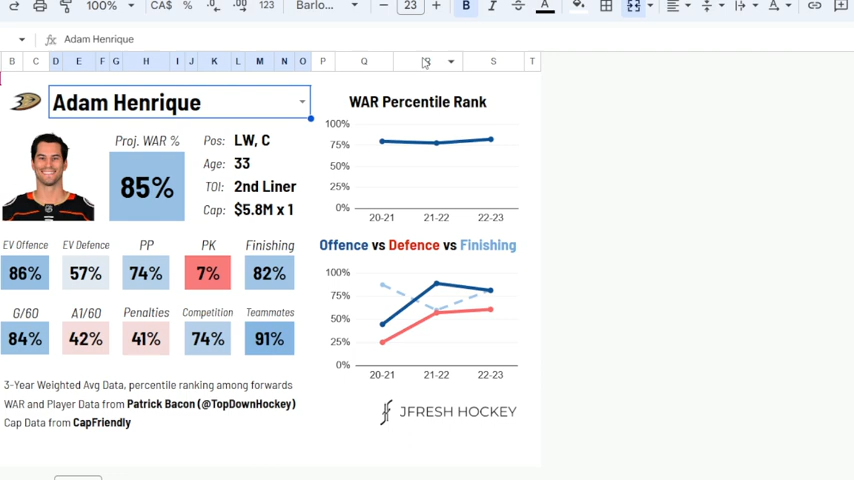 100% CA$ % .0 .00 123 Barlo... 23 B I S A
fx Adam Henrique
B C D E F G H I J K L M N O P Q R S T
Adam Henrique
Proj. WAR %
85%
Pos: LW, C
Age: 33
TOI: 2nd Liner
Cap: $5.8M x 1
EV Offence EV Defence PP PK Finishing
86% 57% 74% 7% 82%
G/60 A1/60 Penalties Competition Teammates
84% 42% 41% 74% 91%
3-Year Weighted Avg Data, percentile ranking among forwards
WAR and Player Data from Patrick Bacon (@TopDownHockey)
Cap Data from CapFriendly
WAR Percentile Rank
100%
75%
50%
25%
0%
20-21 21-22 22-23
Offence vs Defence vs Finishing
100%
75%
50%
25%
0%
20-21 21-22 22-23
JFRESH HOCKEY